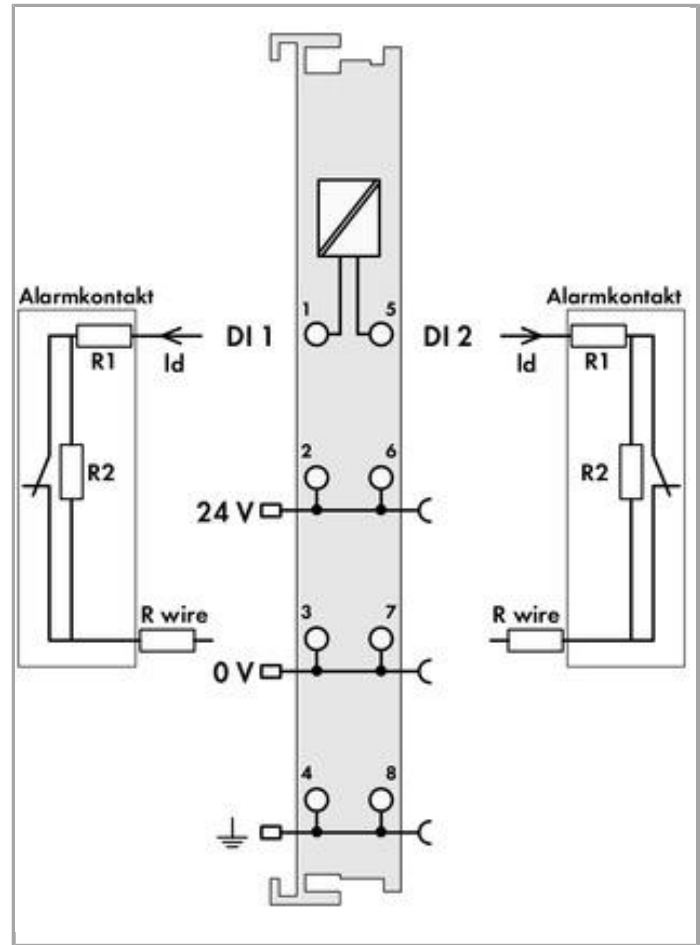 Alarmkontakt
Alarmkontakt
1
5
DI 1
DI 2
R1
Id
Id
R1
2
6
R2
R2
24 V
R wire
3
7
R wire
0 V
4
8